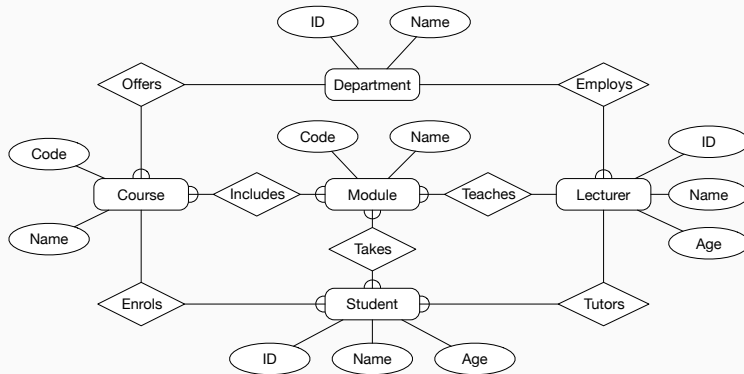 ID
Name
Offers
Department
Employs
Code
Name
ID
Code
Course
Includes
Module
Teaches
Lecturer
Name
Name
Age
Takes
Enrols
Student
Tutors
ID
Name
Age